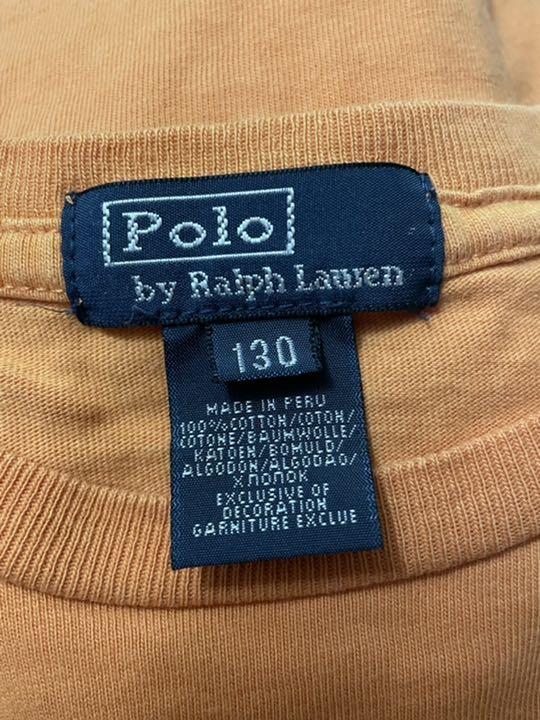 Polo
by Ralph Lauren
130
MADE IN PERU
100% COTTON/COTON/
COTONE/BAUMWOLLE/
KATOEN/BOMULD/
ALGODON/ALGODAO/
ХЛОПОК
EXCLUSIVE OF
DECORATION
GARNITURE EXCLUE